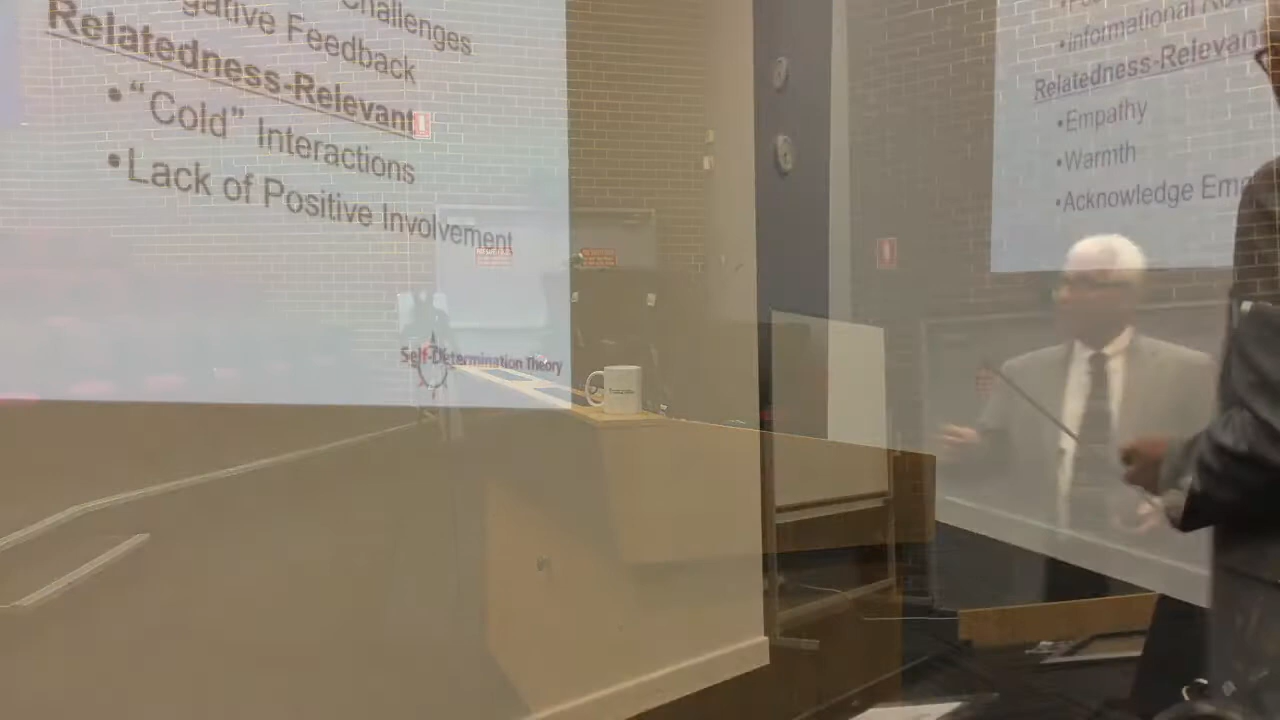 Challenges
gative Feedback
Relatedness-Relevant
•“Cold” Interactions
•Lack of Positive Involvement
Self-Determination Theory
•Informational
Relatedness-Relevant
•Empathy
•Warmth
•Acknowledge